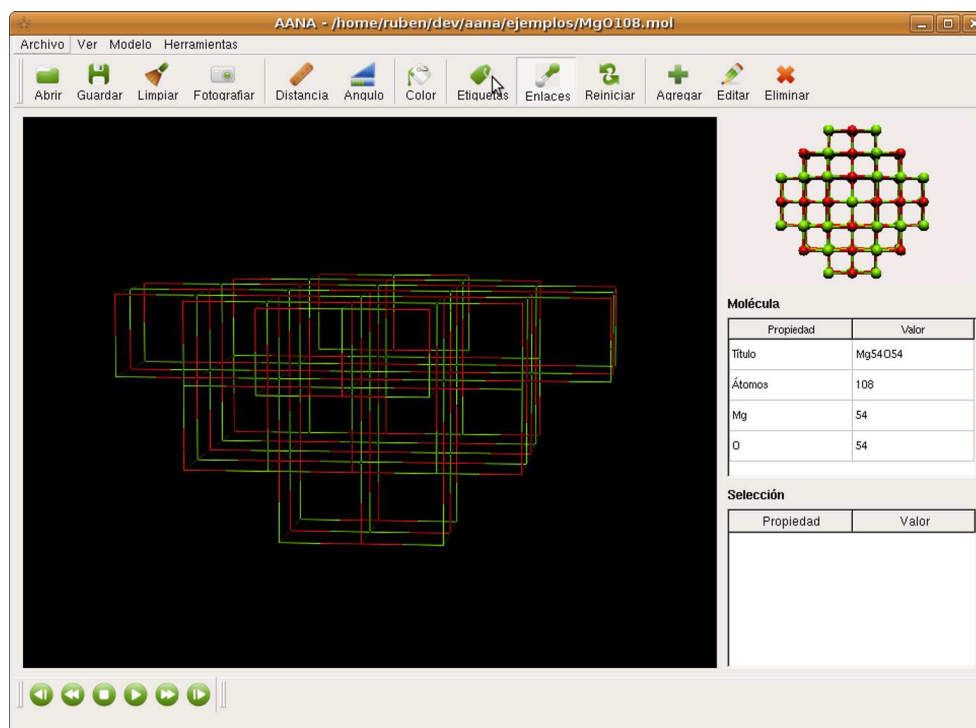 AANA - /home/ruben/dev/aana/ejemplos/MgO108.mol
Archivo Ver Modelo Herramientas
Abrir Guardar Limpiar Fotografiar Distancia Angulo Color Etiquetas Enlaces Reiniciar Agregar Editar Eliminar
Molécula
Propiedad Valor
Título Mg54O54
Átomos 108
Mg 54
O 54
Selección
Propiedad Valor